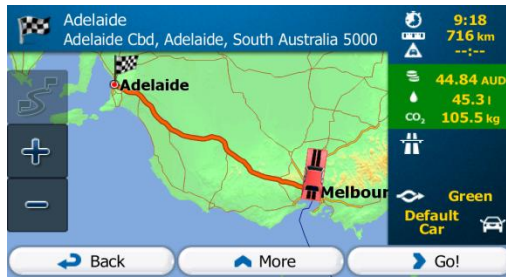 Adelaide
Adelaide Cbd, Adelaide, South Australia 5000
9:18
716 km
--:--
44.84 AUD
45.3 l
CO₂ 105.5 kg
Adelaide
Melbour
Green
Default
Car
Back
More
Go!